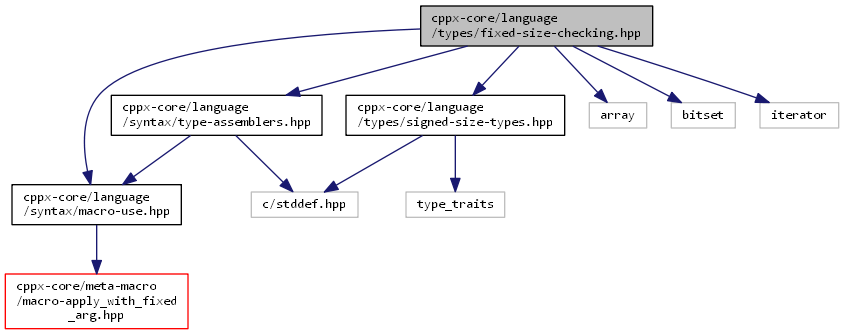 cppx-core/language
/types/fixed-size-checking.hpp
cppx-core/language
/syntax/type-assemblers.hpp
cppx-core/language
/types/signed-size-types.hpp
array
bitset
iterator
cppx-core/language
/syntax/macro-use.hpp
c/stddef.hpp
type_traits
cppx-core/meta-macro
/macro-apply_with_fixed
_arg.hpp